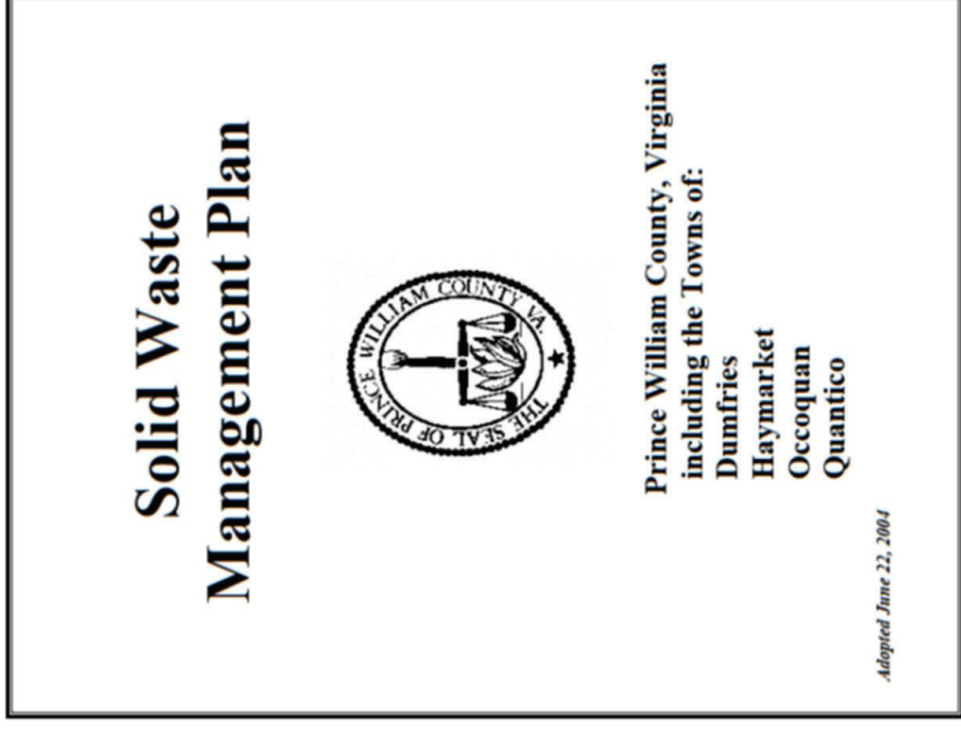 Solid Waste
Management Plan
THE SEAL OF PRINCE WILLIAM COUNTY VA.
Prince William County, Virginia
including the Towns of:
Dumfries
Haymarket
Occoquan
Quantico
Adopted June 22, 2004